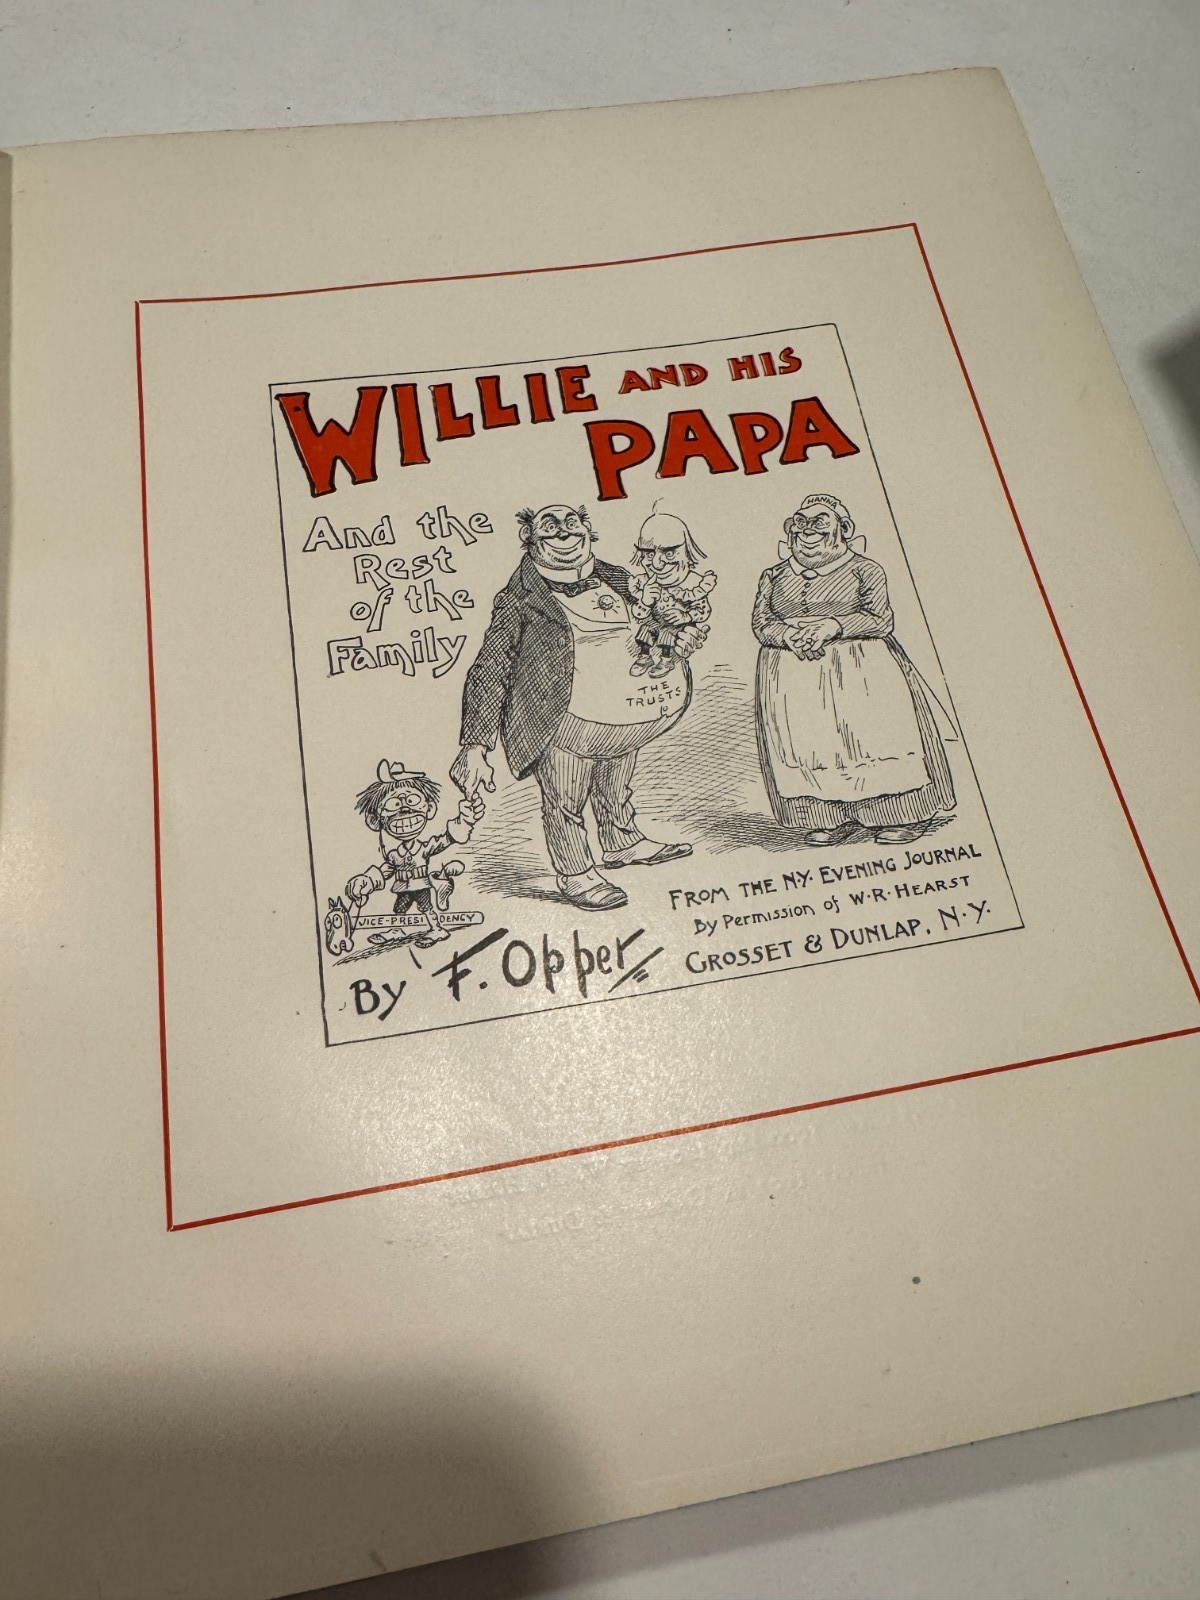 WILLIE AND HIS
PAPA
And the
Rest
of the
Family
HANNA
THE
TRUSTS
VICE-PRESIDENCY
FROM THE N.Y. EVENING JOURNAL
By Permission of W.R. HEARST
GROSSET & DUNLAP, N.Y.
By F. Opper